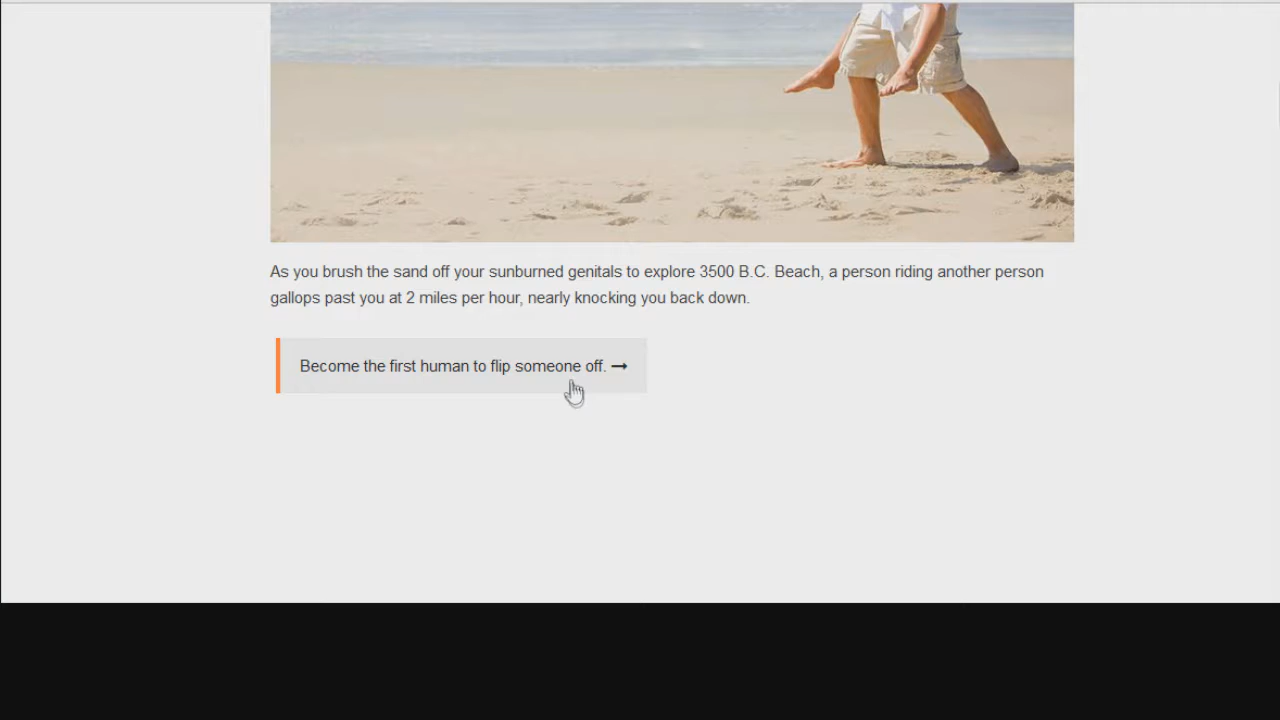 As you brush the sand off your sunburned genitals to explore 3500 B.C. Beach, a person riding another person
gallops past you at 2 miles per hour, nearly knocking you back down.
Become the first human to flip someone off. →